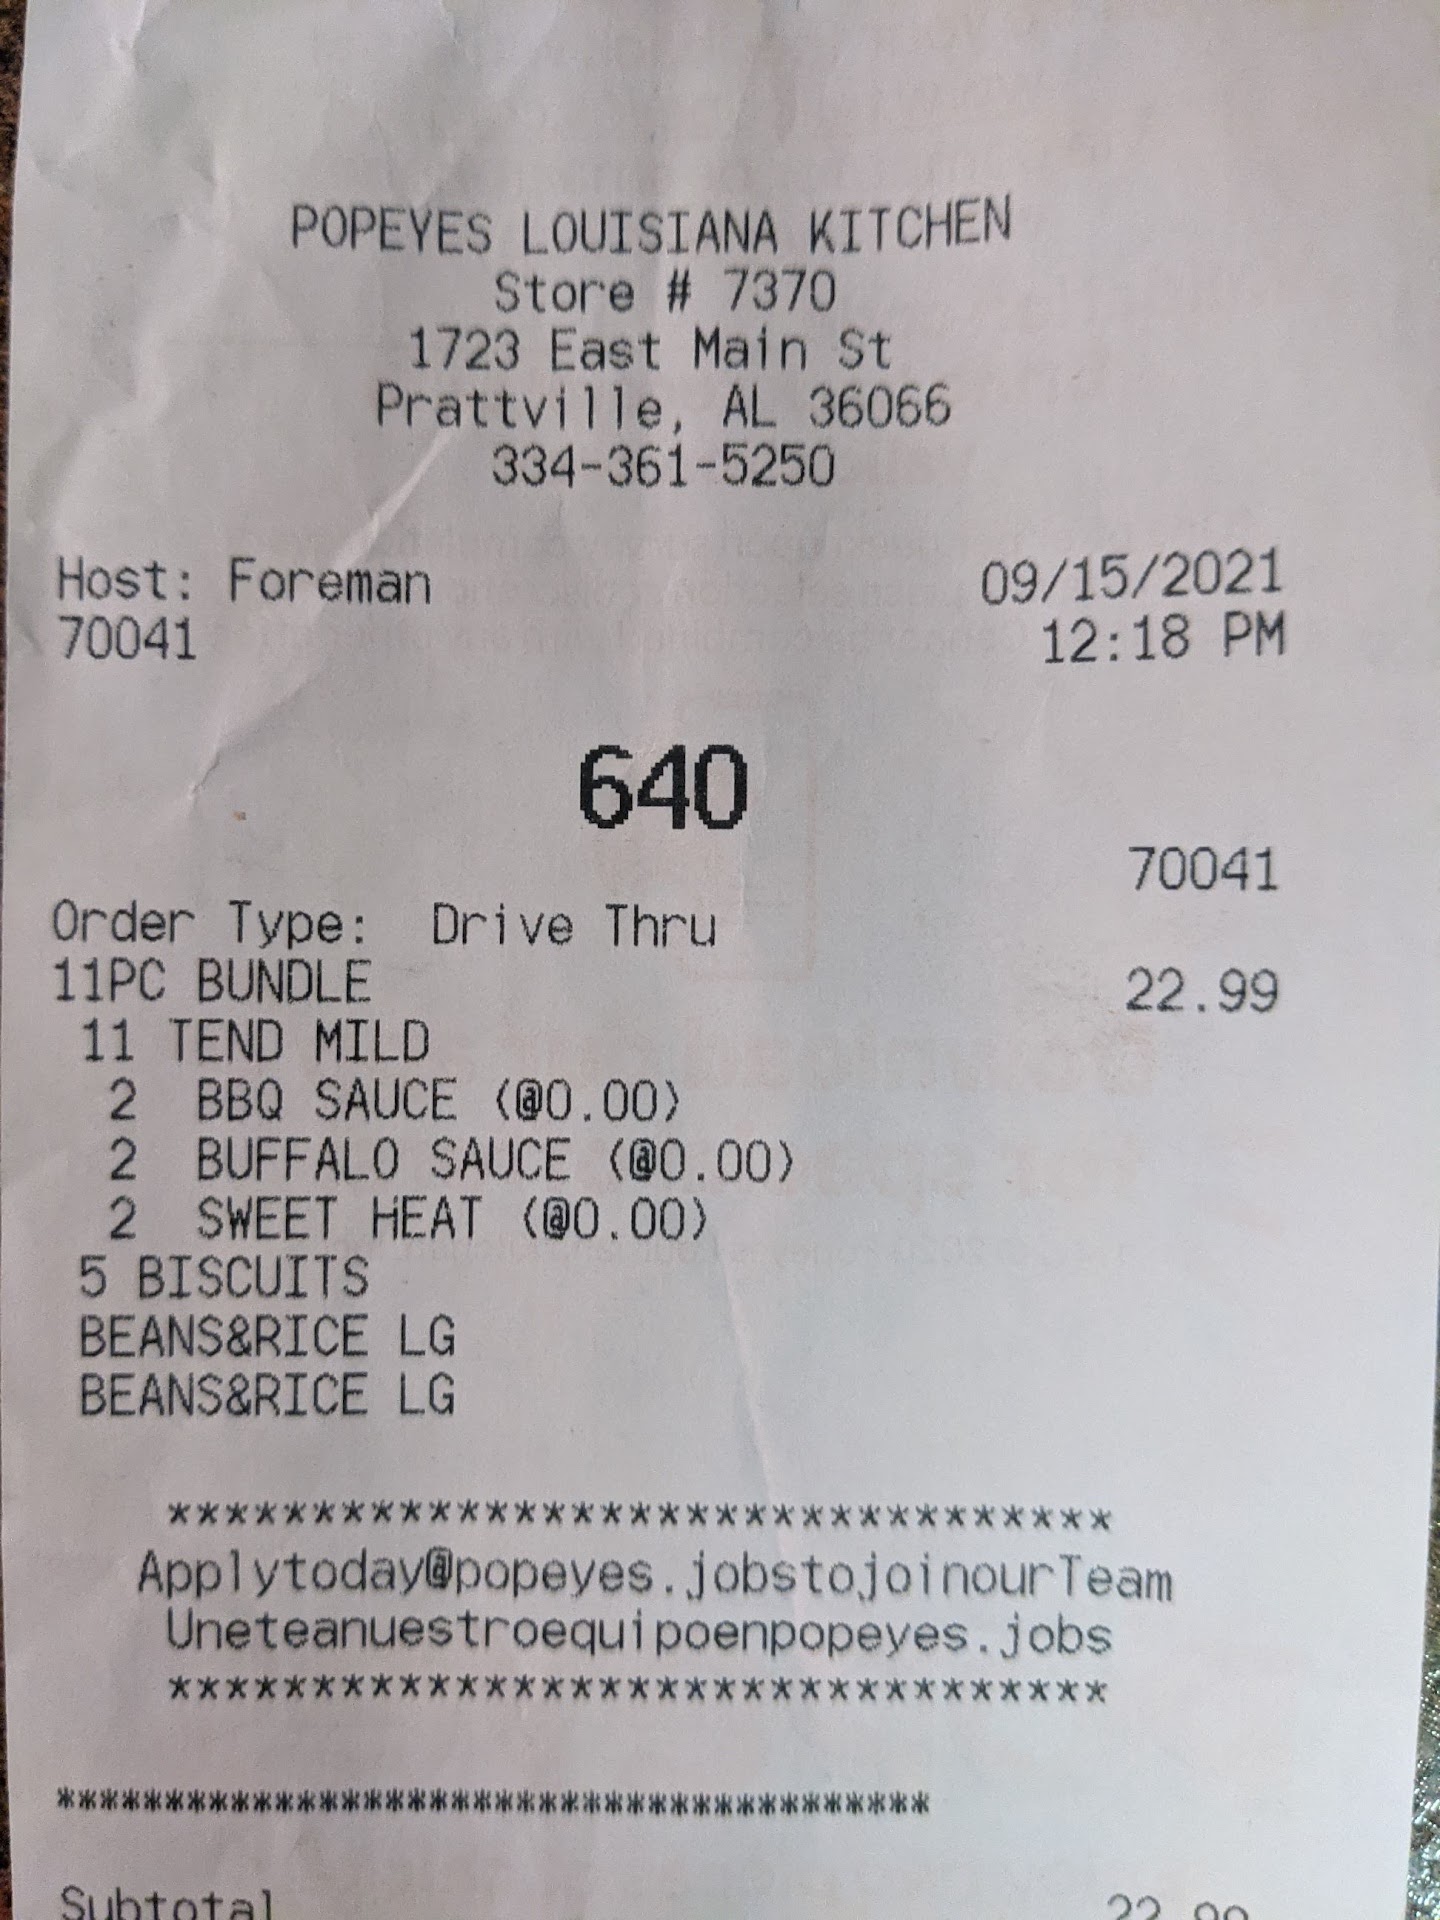 POPEYES LOUISIANA KITCHEN
Store # 7370
1723 East Main St
Prattville, AL 36066
334-361-5250
Host: Foreman 09/15/2021
70041 12:18 PM
640
70041
Order Type: Drive Thru
11PC BUNDLE 22.99
11 TEND MILD
2 BBQ SAUCE (@0.00)
2 BUFFALO SAUCE (@0.00)
2 SWEET HEAT (@0.00)
5 BISCUITS
BEANS&RICE LG
BEANS&RICE LG
*********************************
Applytoday@popeyes.jobstojoinourTeam
Uneteanuestroequipoenpopeyes.jobs
*********************************
****************************************
Subtotal 22.99